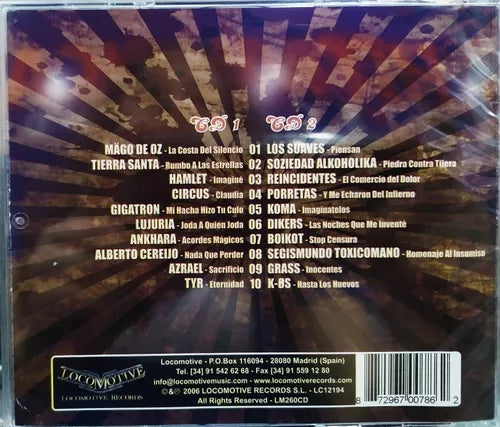 CD 1 CD 2
MÄGO DE OZ - La Costa Del Silencio 01 LOS SUAVES - Piensan
TIERRA SANTA - Rumbo A Las Estrellas 02 SOZIEDAD ALKOHOLIKA - Piedra Contra Tijera
HAMLET - Imaginé 03 REINCIDENTES - El Comercio del Dolor
CIRCUS - Claudia 04 PORRETAS - Y Me Echaron Del Infierno
GIGATRON - Mi Hacha Hizo Tu Culo 05 KOMA - Imaginatelos
LUJURIA - Joda A Quien Joda 06 DIKERS - Las Noches Que Me Inventé
ANKHARA - Acordes Mágicos 07 BOIKOT - Stop Censura
ALBERTO CEREIJO - Nada Que Perder 08 SEGISMUNDO TOXICOMANO - Homenaje Al Insumiso
AZRAEL - Sacrificio 09 GRASS - Inocentes
TYR - Eternidad 10 K-ØS - Hasta Los Huevos
LOCOMOTIVE
LOCOMOTIVE RECORDS
Locomotive - P.O.Box 116094 - 28080 Madrid (Spain)
Tel. [34] 91 542 62 68 - Fax [34] 91 559 12 80
info@locomotivemusic.com - www.locomotiverecords.com
©℗ 2006 LOCOMOTIVE RECORDS S.L. - LC12194
All Rights Reserved - LM260CD
8 72967 00786 2